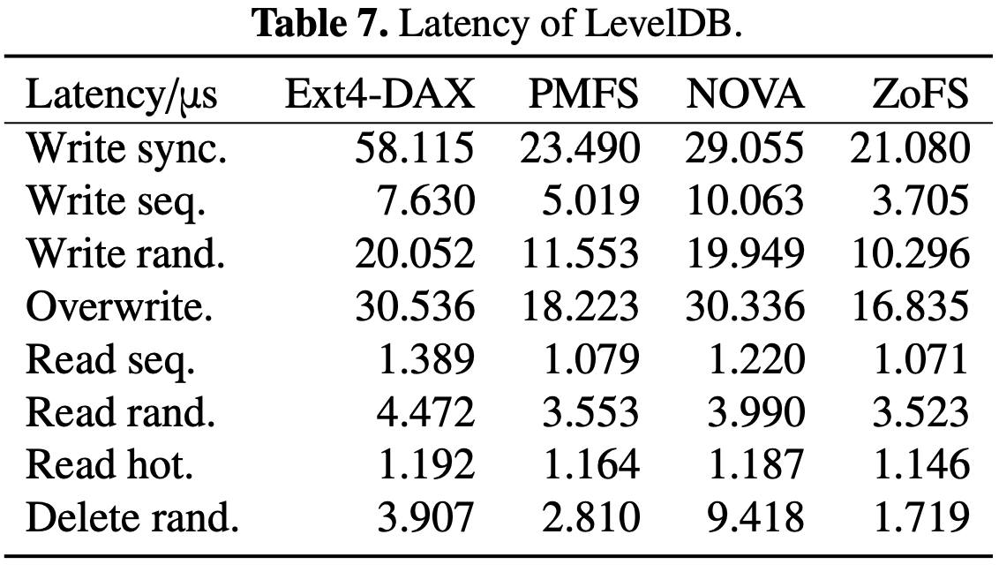 Table 7. Latency of LevelDB.
Latency/μs Ext4-DAX PMFS NOVA ZoFS
Write sync. 58.115 23.490 29.055 21.080
Write seq. 7.630 5.019 10.063 3.705
Write rand. 20.052 11.553 19.949 10.296
Overwrite. 30.536 18.223 30.336 16.835
Read seq. 1.389 1.079 1.220 1.071
Read rand. 4.472 3.553 3.990 3.523
Read hot. 1.192 1.164 1.187 1.146
Delete rand. 3.907 2.810 9.418 1.719